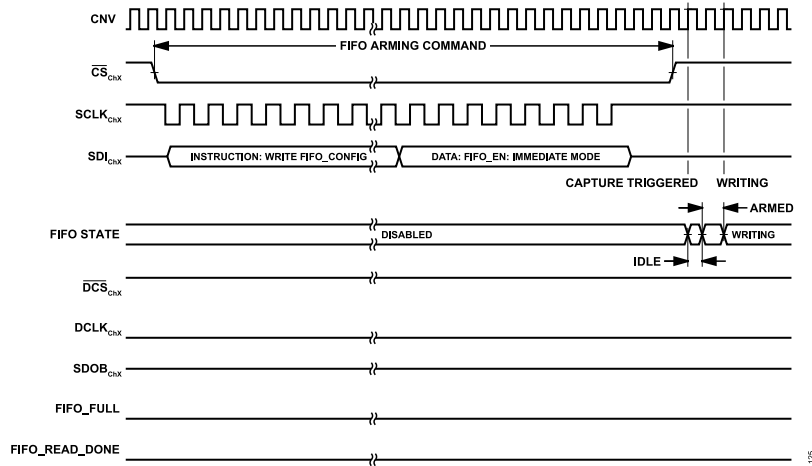 CNV
FIFO ARMING COMMAND
CS ChX
SCLK ChX
SDI ChX
INSTRUCTION: WRITE FIFO_CONFIG
DATA: FIFO_EN: IMMEDIATE MODE
CAPTURE TRIGGERED
WRITING
ARMED
FIFO STATE
DISABLED
WRITING
IDLE
DCS ChX
DCLK ChX
SDOB ChX
FIFO_FULL
FIFO_READ_DONE